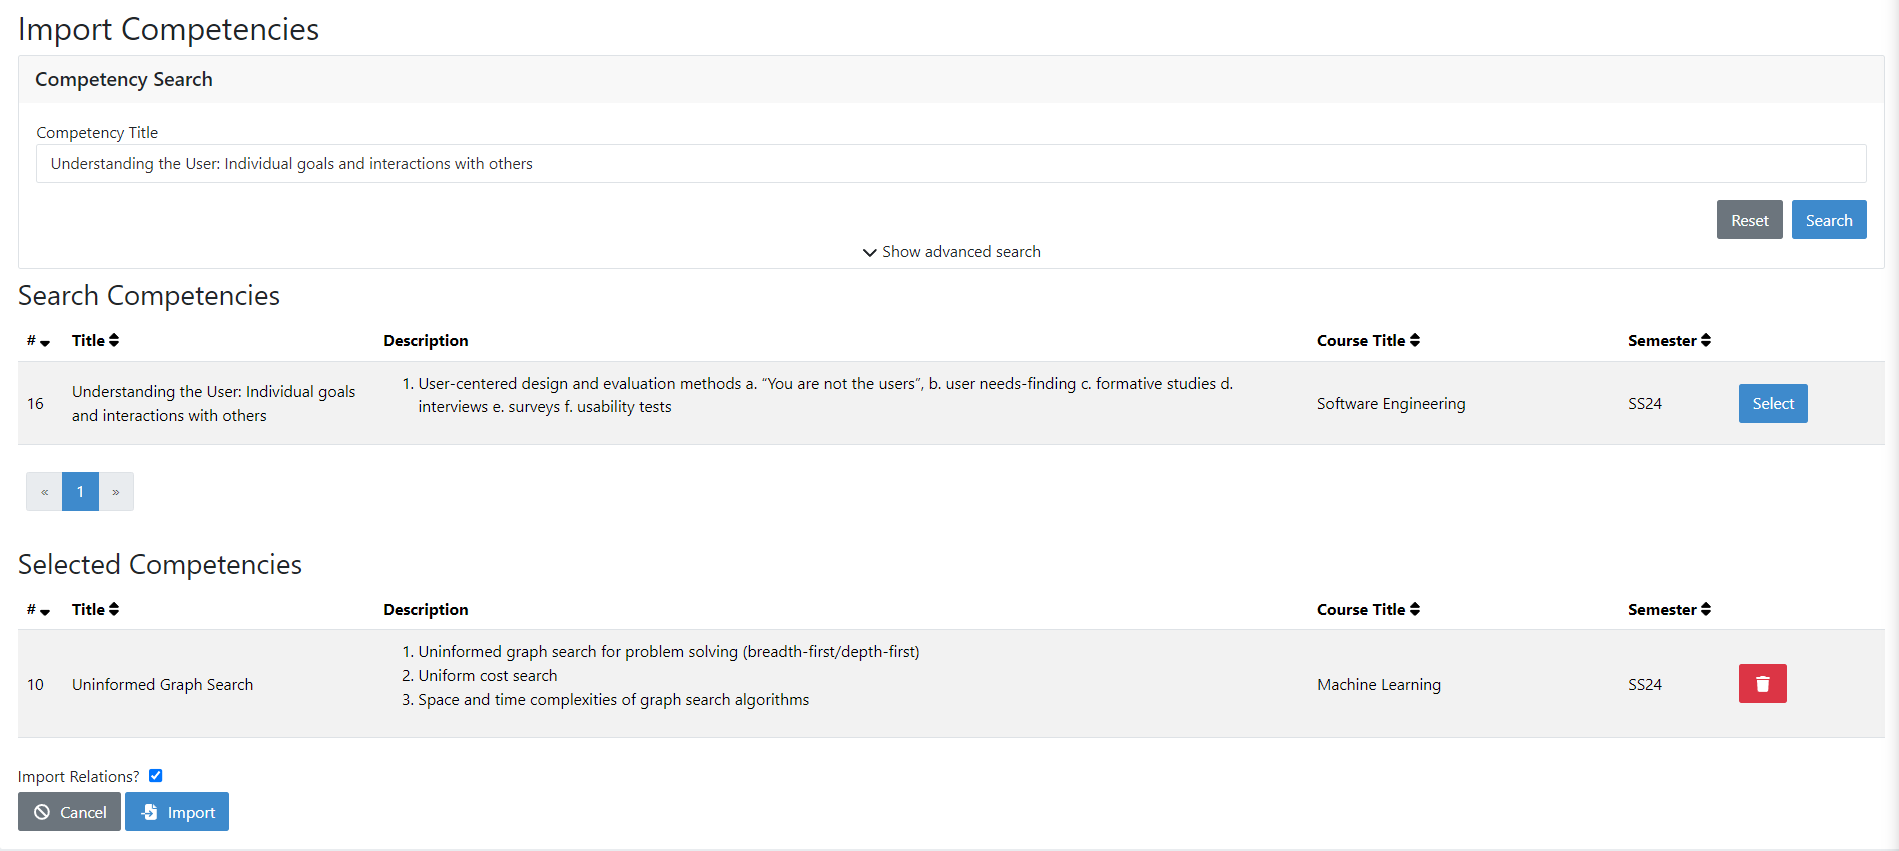 Import Competencies
Competency Search
Competency Title
Understanding the User: Individual goals and interactions with others
Reset Search
Show advanced search
Search Competencies
# Title Description Course Title Semester
16 Understanding the User: Individual goals and interactions with others 1. User-centered design and evaluation methods a. “You are not the users”, b. user needs-finding c. formative studies d. interviews e. surveys f. usability tests Software Engineering SS24 Select
« 1 »
Selected Competencies
# Title Description Course Title Semester
1. Uninformed graph search for problem solving (breadth-first/depth-first)
2. Uniform cost search
10 Uninformed Graph Search Machine Learning SS24
3. Space and time complexities of graph search algorithms
Import Relations?
Cancel Import